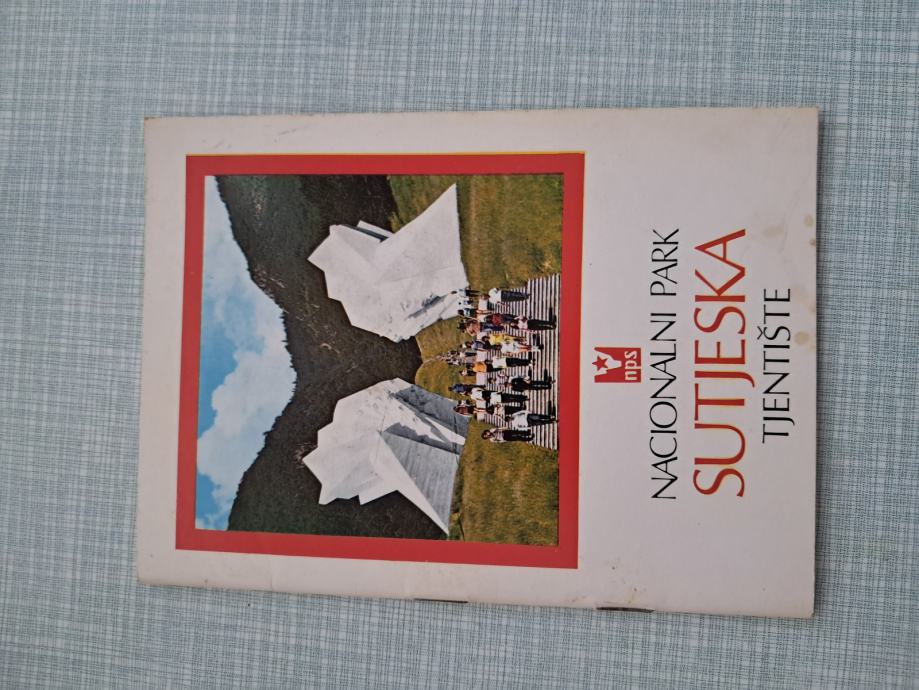 nps
NACIONALNI PARK
SUTJESKA
TJENTIŠTE